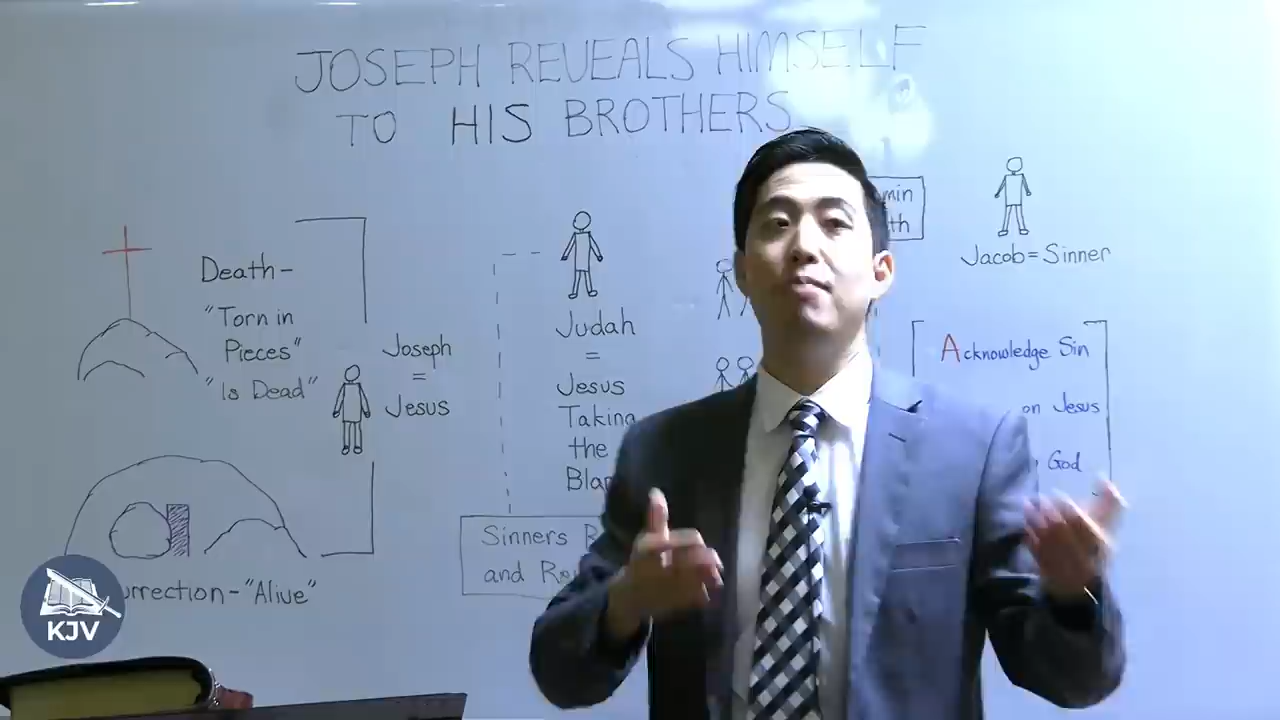 JOSEPH REVEALS HIMSELF
TO HIS BROTHERS
Death-
"Torn in
Pieces"
"Is Dead"
Joseph
=
Jesus
"Alive"
Judah
=
Jesus
Taking
the
Sinners
and
Jacob=Sinner
Acknowledge Sin
on Jesus
God
KJV